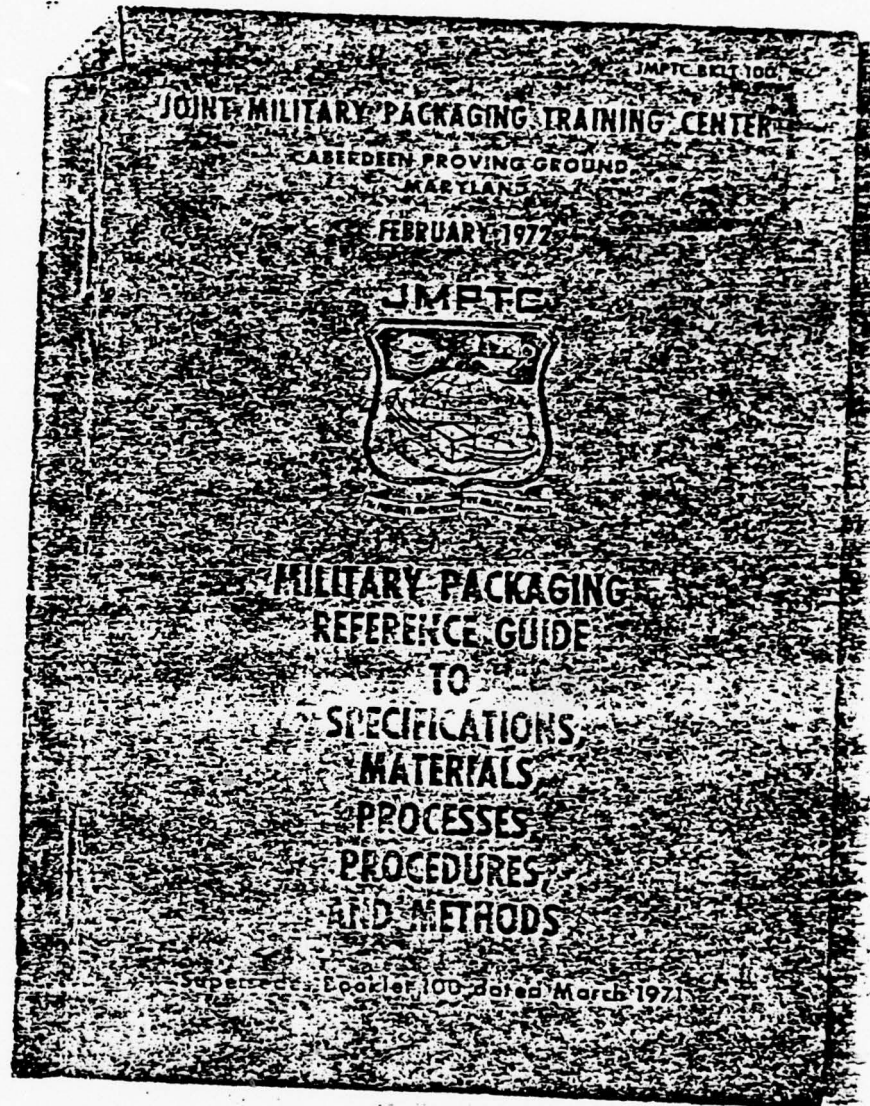 JMPTC BKLT 100
JOINT MILITARY PACKAGING TRAINING CENTER
ABERDEEN PROVING GROUND
MARYLAND
FEBRUARY 1972
JMPTC
MILITARY PACKAGING
REFERENCE GUIDE
TO
SPECIFICATIONS,
MATERIALS,
PROCESSES,
PROCEDURES,
AND METHODS
Supersedes Booklet 100 dated March 1971